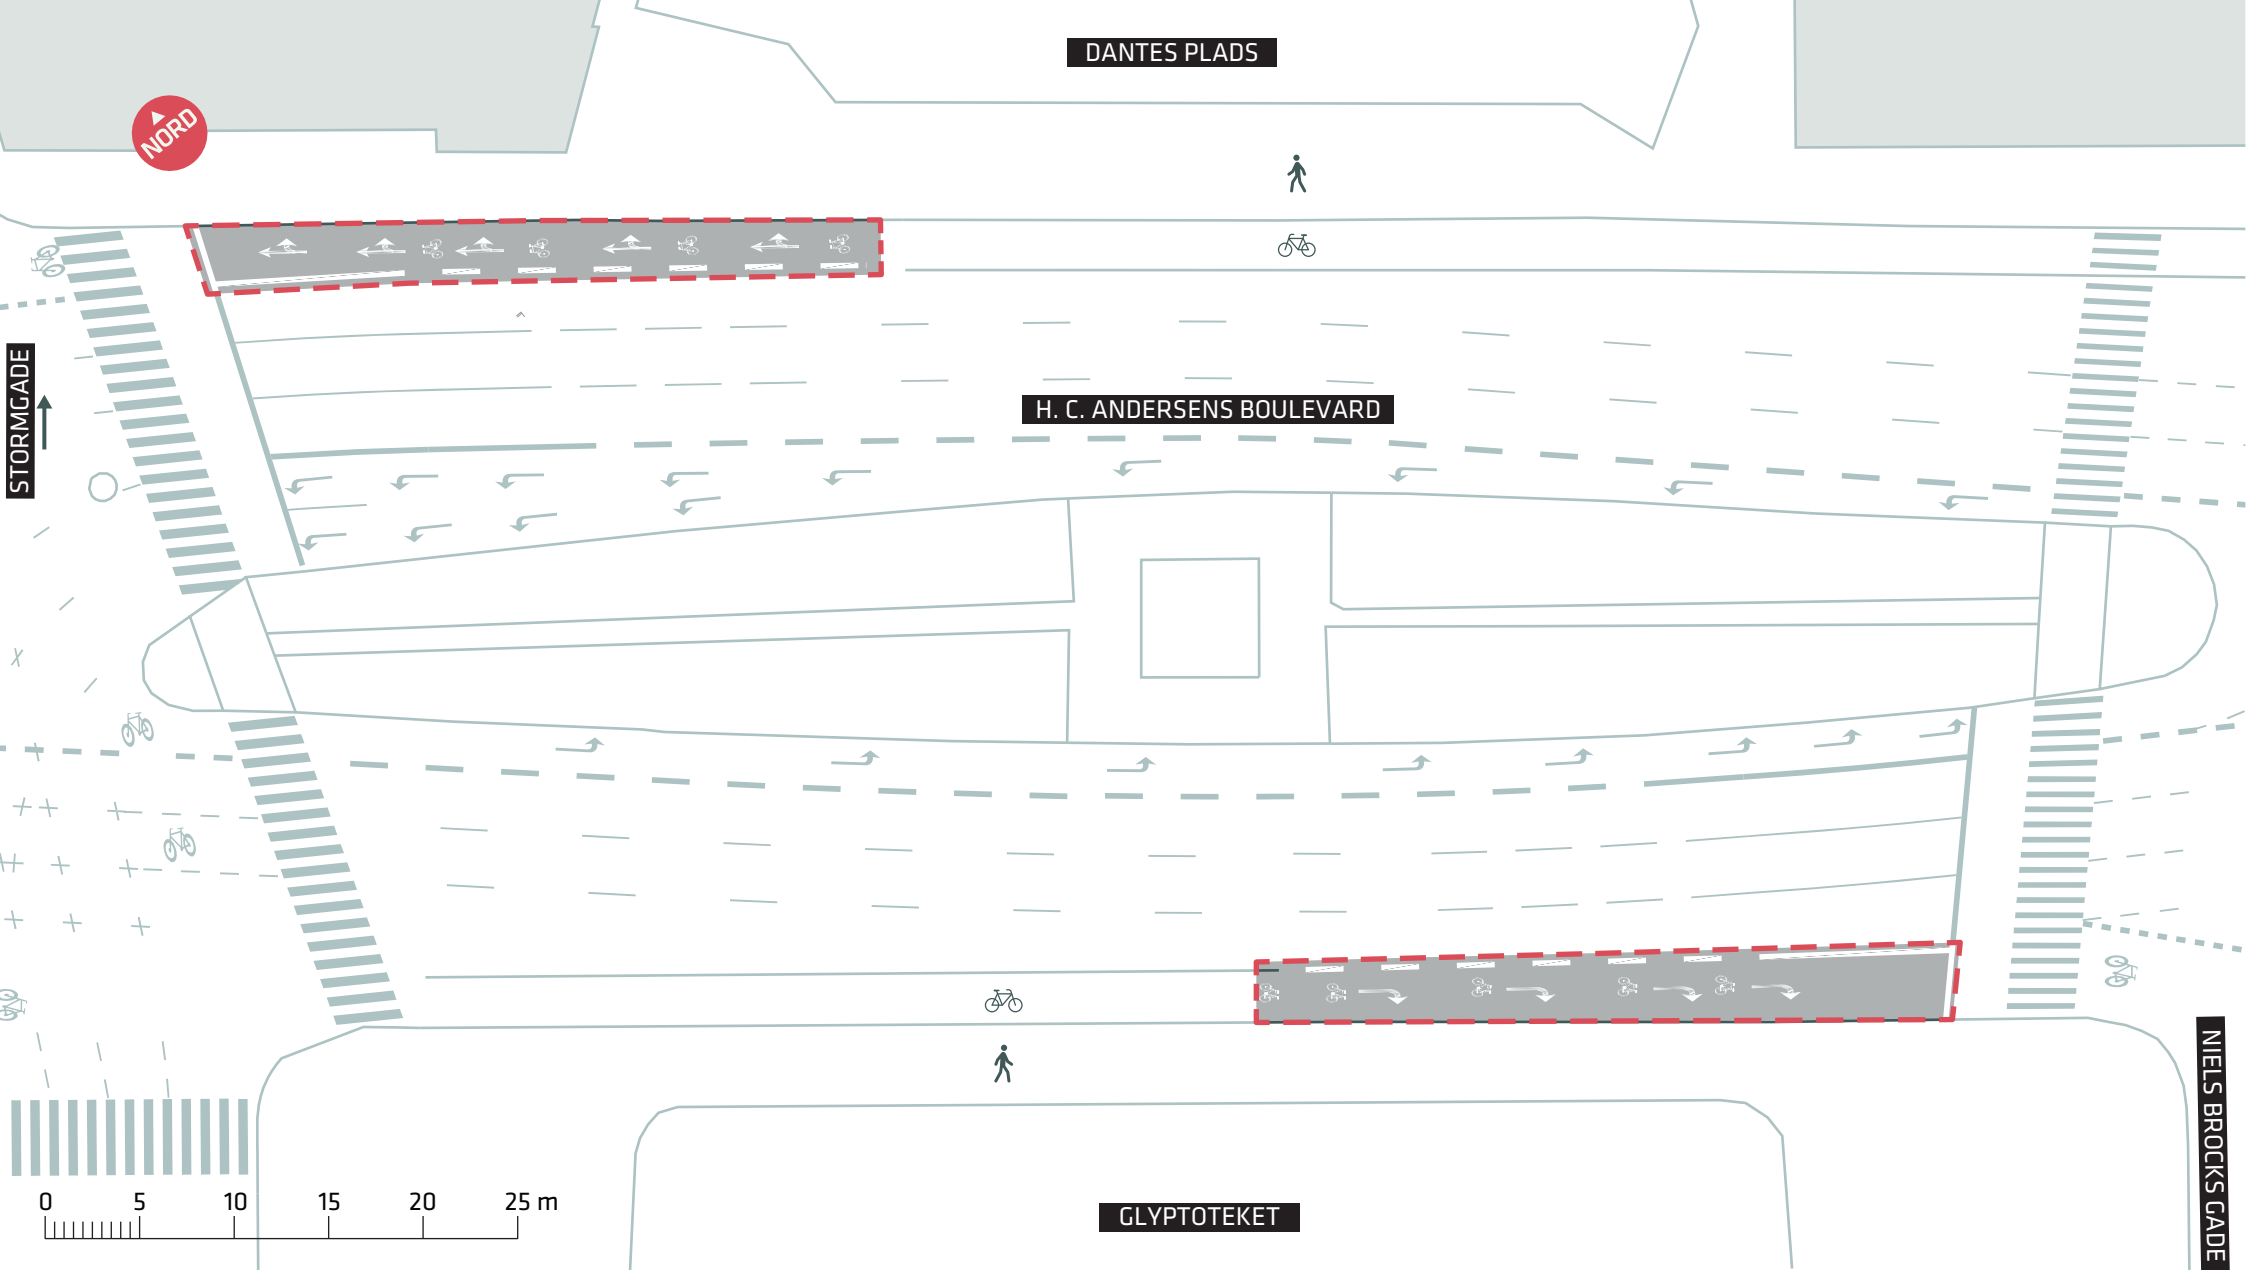 DANTES PLADS
NORD
STORMGADE
H. C. ANDERSENS BOULEVARD
NIELS BROCKS GADE
0 5 10 15 20 25 m
GLYPTOTEKET